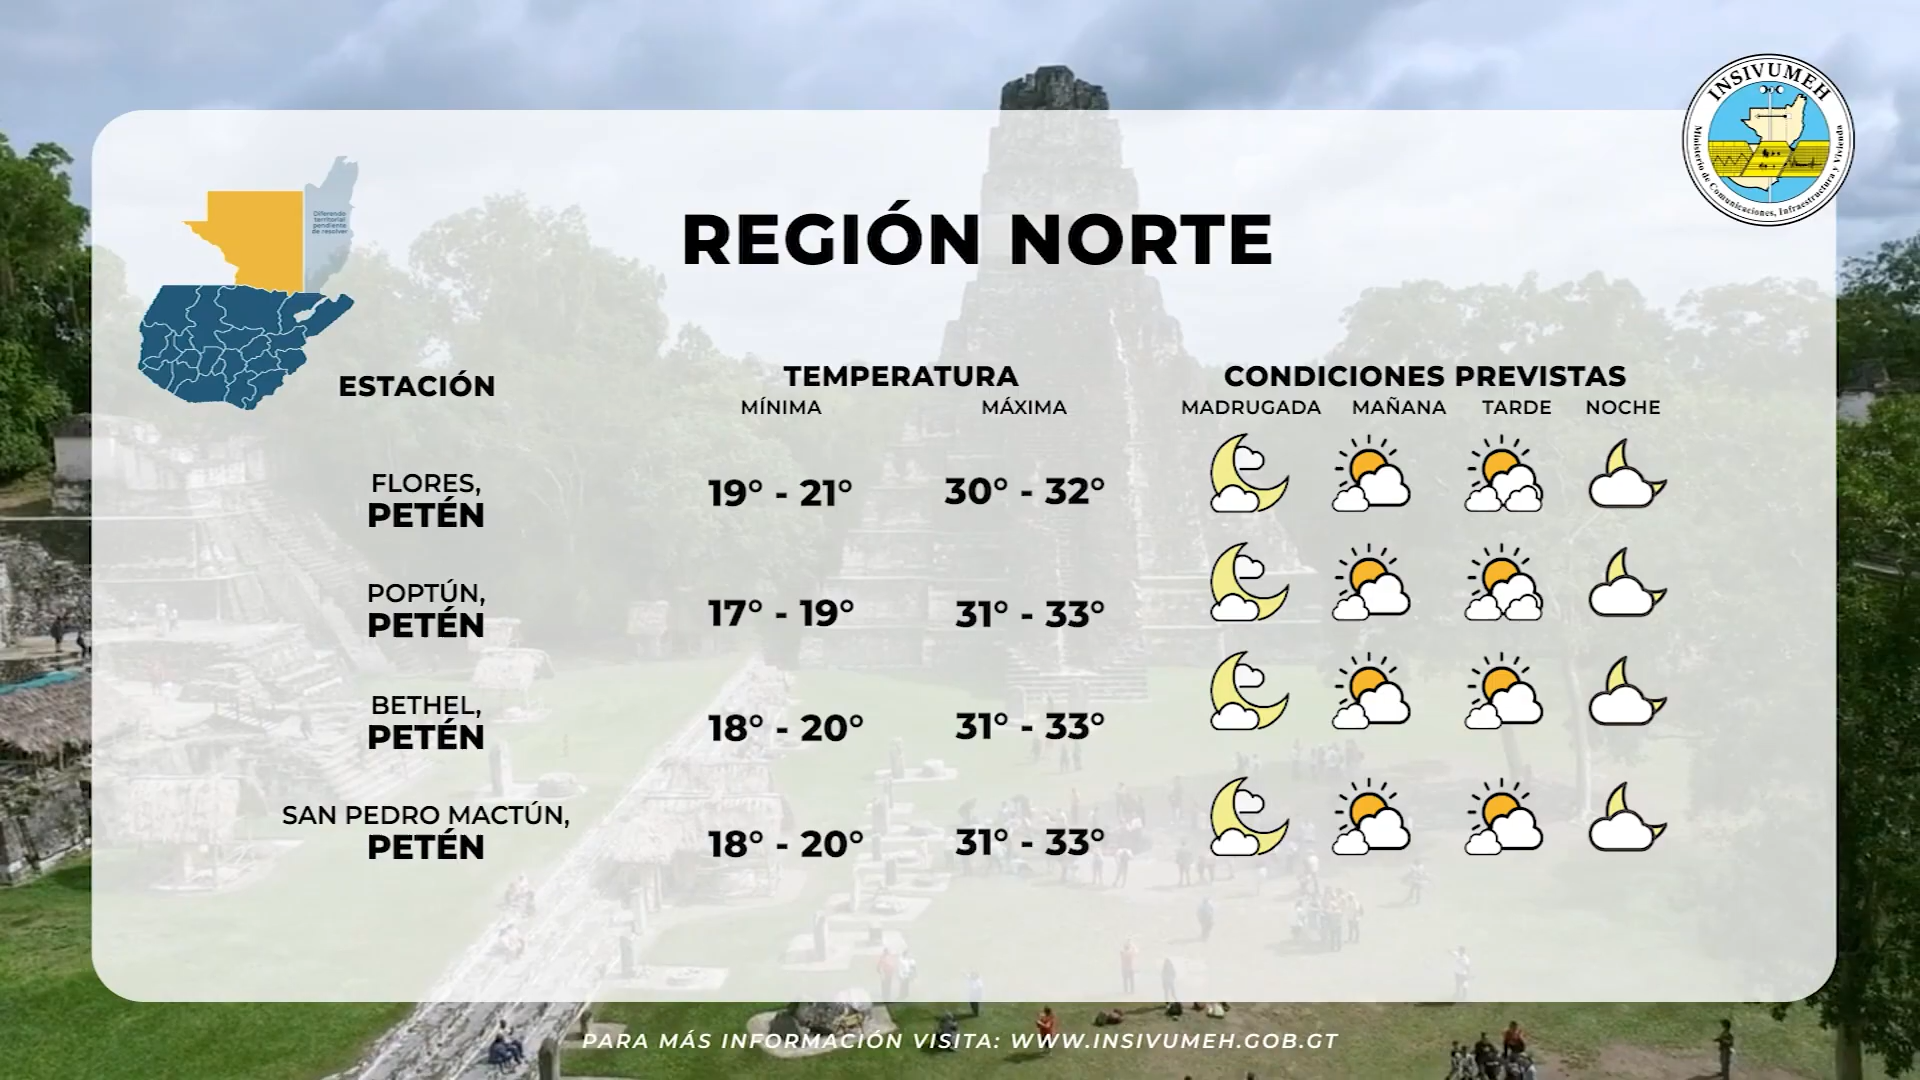 INSIVUMEH
Ministerio de Comunicaciones, Infraestructura y Vivienda
Diferendo
territorial
pendiente
de resolver
REGIÓN NORTE
ESTACIÓN
TEMPERATURA
CONDICIONES PREVISTAS
MÍNIMA MÁXIMA MADRUGADA MAÑANA TARDE NOCHE
FLORES,
PETÉN
19° - 21° 30° - 32°
POPTÚN,
PETÉN
17° - 19° 31° - 33°
BETHEL,
PETÉN
18° - 20° 31° - 33°
SAN PEDRO MACTÚN,
PETÉN
18° - 20° 31° - 33°
PARA MÁS INFORMACIÓN VISITA: WWW.INSIVUMEH.GOB.GT